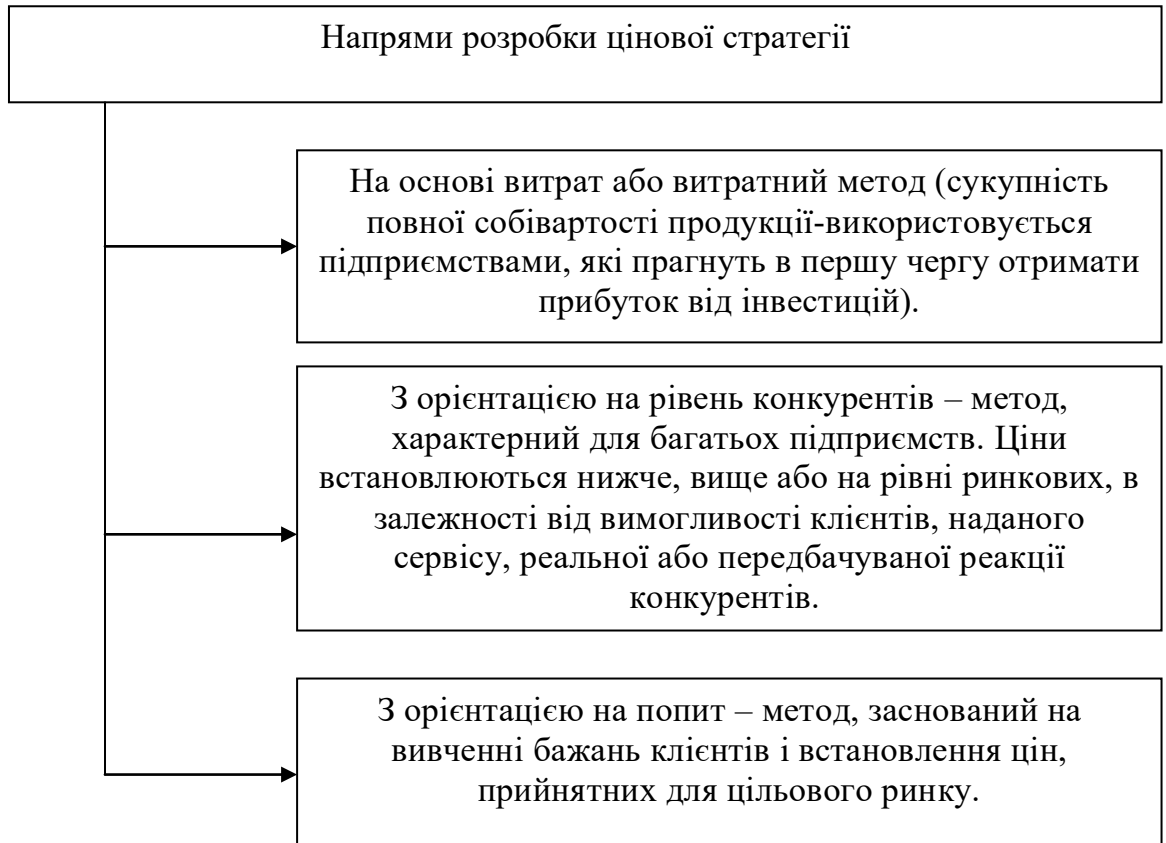 Напрями розробки цінової стратегії
На основі витрат або витратний метод (сукупність
повної собівартості продукції-використовується
підприємствами, які прагнуть в першу чергу отримати
прибуток від інвестицій).
З орієнтацією на рівень конкурентів – метод,
характерний для багатьох підприємств. Ціни
встановлюються нижче, вище або на рівні ринкових, в
залежності від вимогливості клієнтів, наданого
сервісу, реальної або передбачуваної реакції
конкурентів.
З орієнтацією на попит – метод, заснований на
вивченні бажань клієнтів і встановлення цін,
прийнятних для цільового ринку.